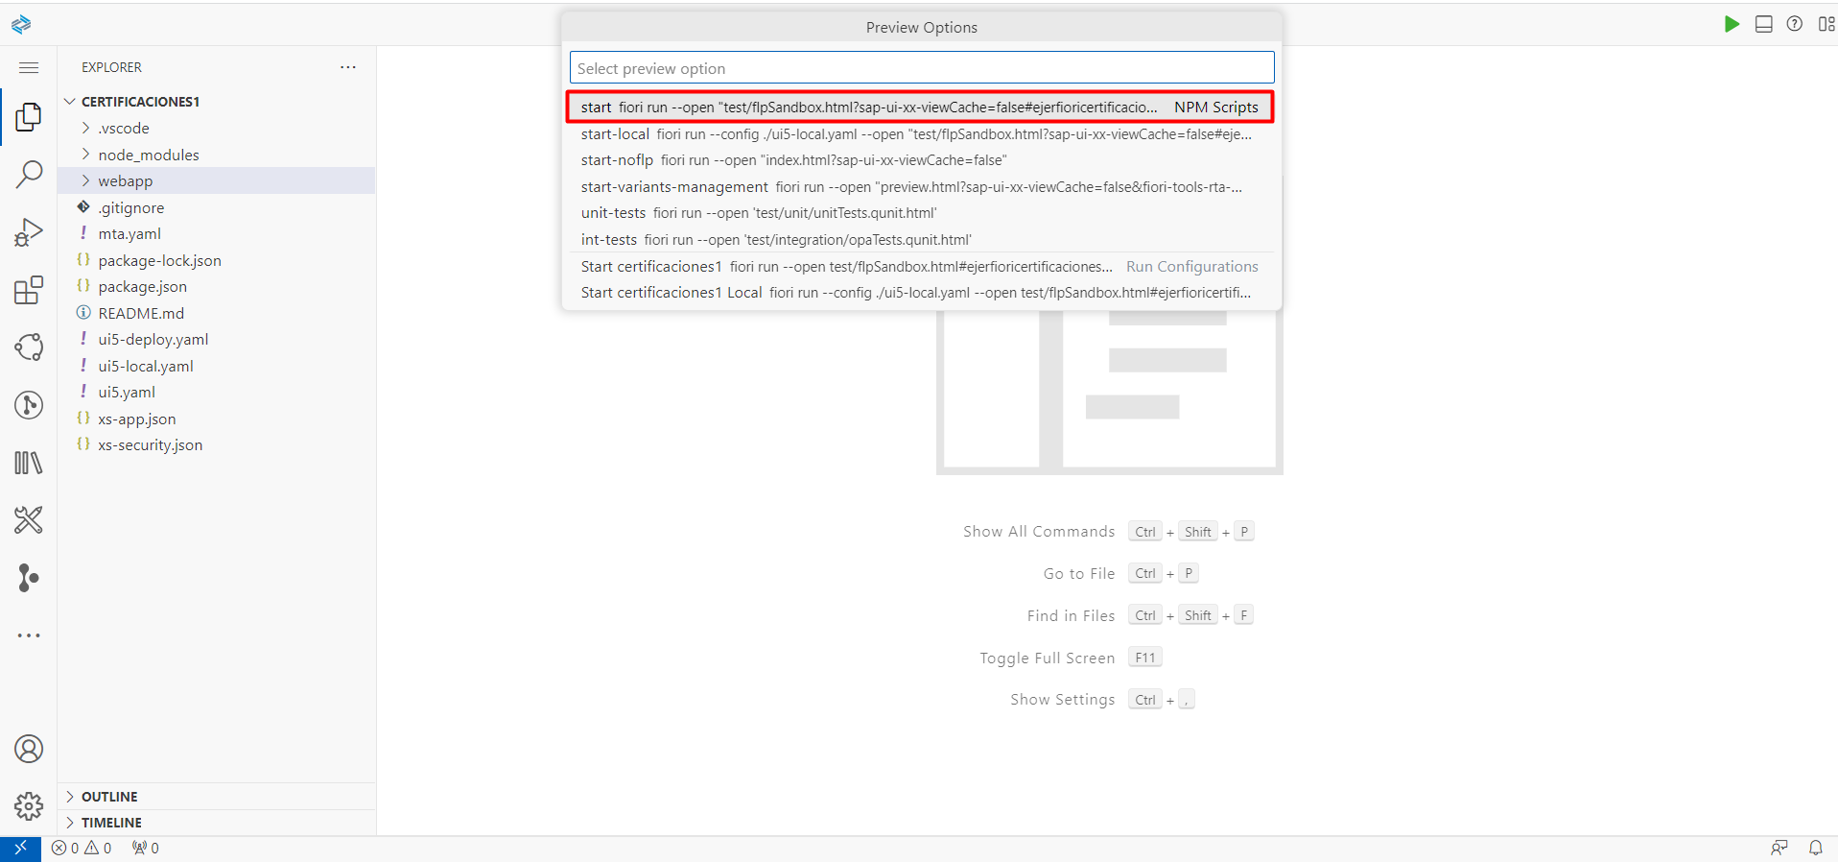 Preview Options
EXPLORER
Select preview option
CERTIFICACIONES1
.vscode
node_modules
webapp
.gitignore
mta.yaml
package-lock.json
package.json
README.md
ui5-deploy.yaml
ui5-local.yaml
ui5.yaml
xs-app.json
xs-security.json
start fiori run --open "test/flpSandbox.html?sap-ui-xx-viewCache=false#ejerfioricertificacio... NPM Scripts
start-local fiori run --config ./ui5-local.yaml --open "test/flpSandbox.html?sap-ui-xx-viewCache=false#eje...
start-noflp fiori run --open "index.html?sap-ui-xx-viewCache=false"
start-variants-management fiori run --open "preview.html?sap-ui-xx-viewCache=false&fiori-tools-rta-...
unit-tests fiori run --open 'test/unit/unitTests.qunit.html'
int-tests fiori run --open 'test/integration/opaTests.qunit.html'
Start certificaciones1 fiori run --open test/flpSandbox.html#ejerfioricertificaciones... Run Configurations
Start certificaciones1 Local fiori run --config ./ui5-local.yaml --open test/flpSandbox.html#ejerfioricertifi...
Show All Commands Ctrl + Shift + P
Go to File Ctrl + P
Find in Files Ctrl + Shift + F
Toggle Full Screen F11
Show Settings Ctrl + ,
OUTLINE
TIMELINE
0 0 0